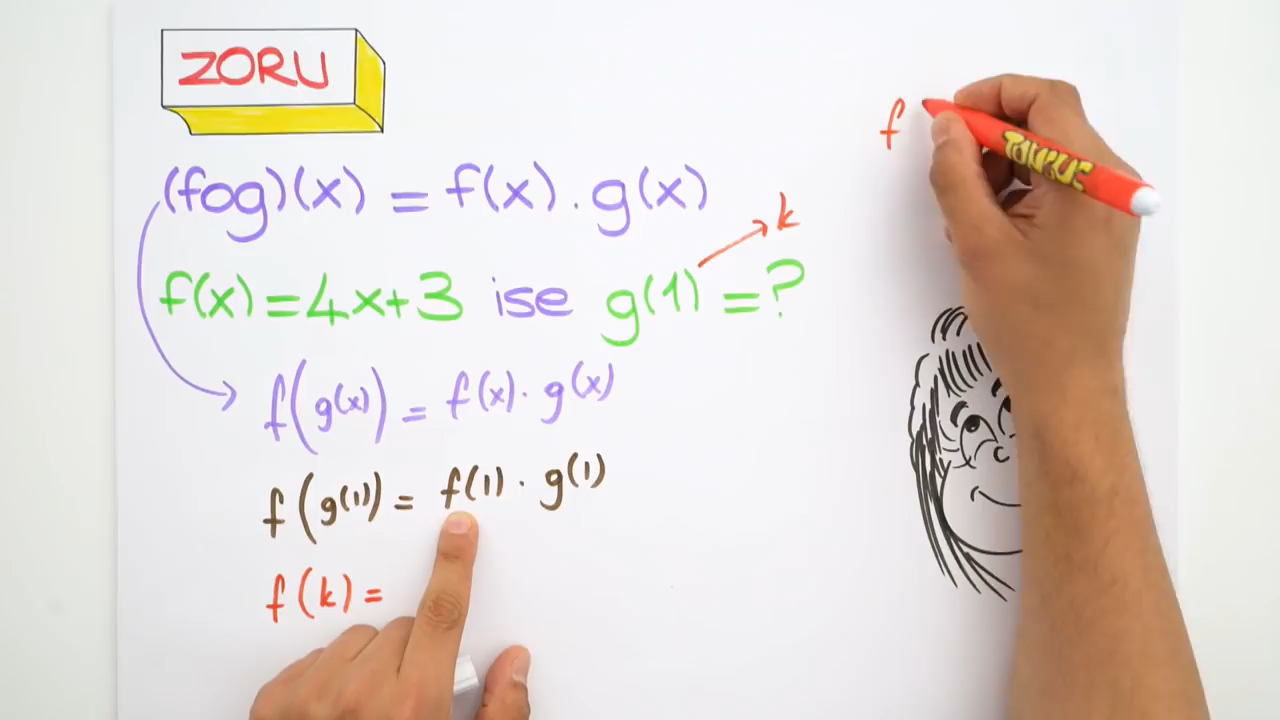 ZORU
(fog)(x) = f(x) . g(x)
k
f(x) = 4x+3 ise g(1) = ?
f(g(x)) = f(x) . g(x)
f(g(1)) = f(1) . g(1)
f(k) =
f